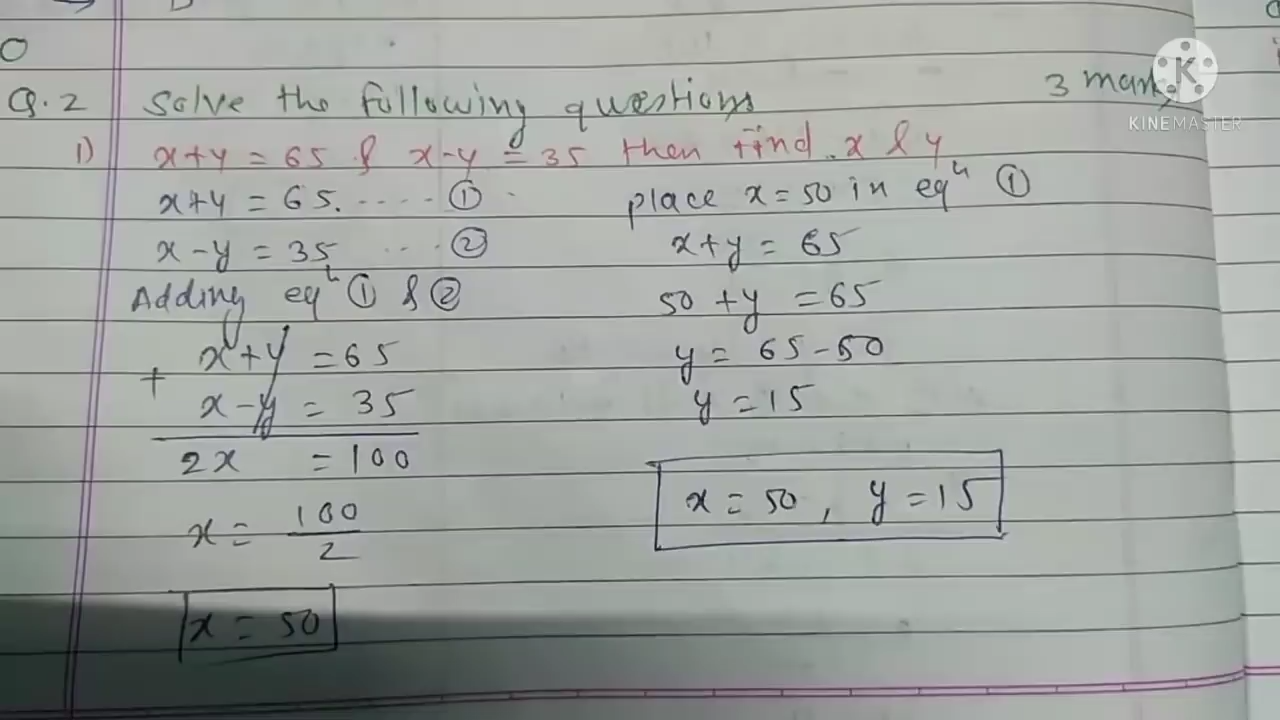 Q.2 Solve the following questions 3 mark
1) x+y = 65 & x-y = 35 then find x & y
x+y = 65. ..... ①
x-y = 35 ... ②
Adding eqⁿ ① & ②
x+y = 65
+
x-y = 35
2x = 100
x = 100/2
x = 50
place x = 50 in eqⁿ ①
x+y = 65
50 + y = 65
y = 65-50
y = 15
x = 50, y = 15
KINEMASTER